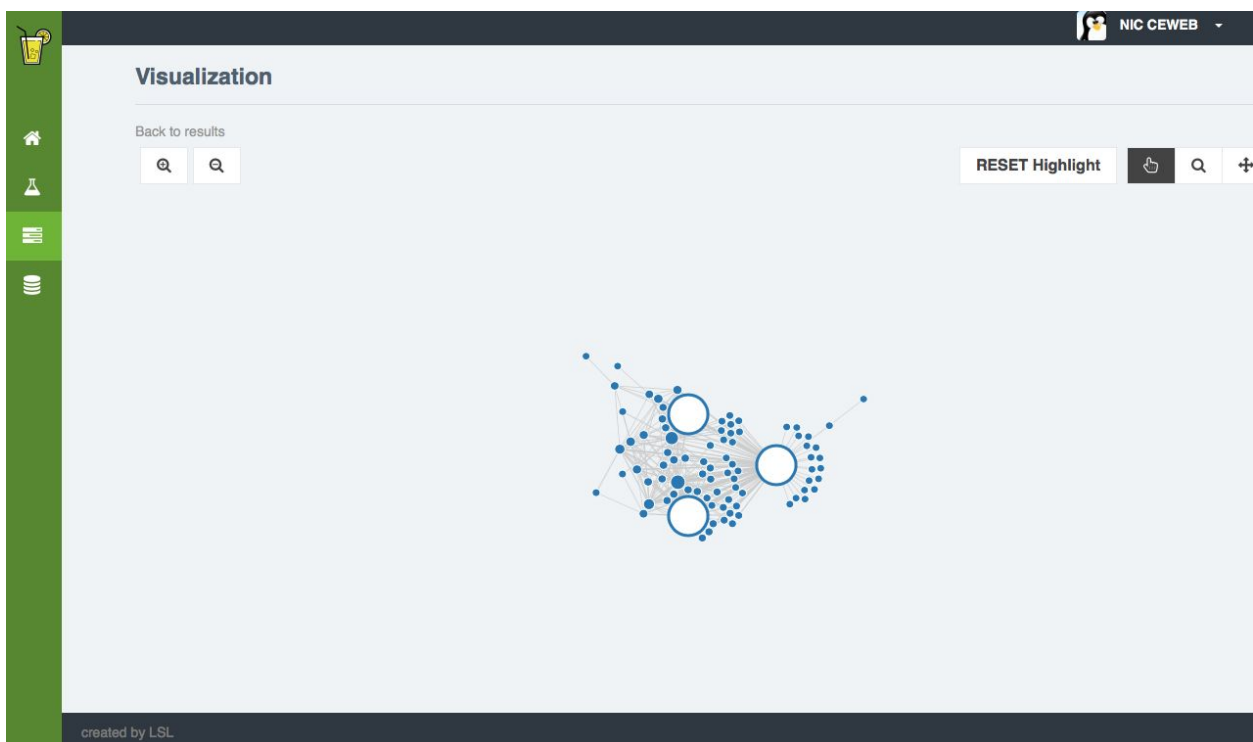 NIC CEWEB
Visualization
Back to results
RESET Highlight
created by LSL